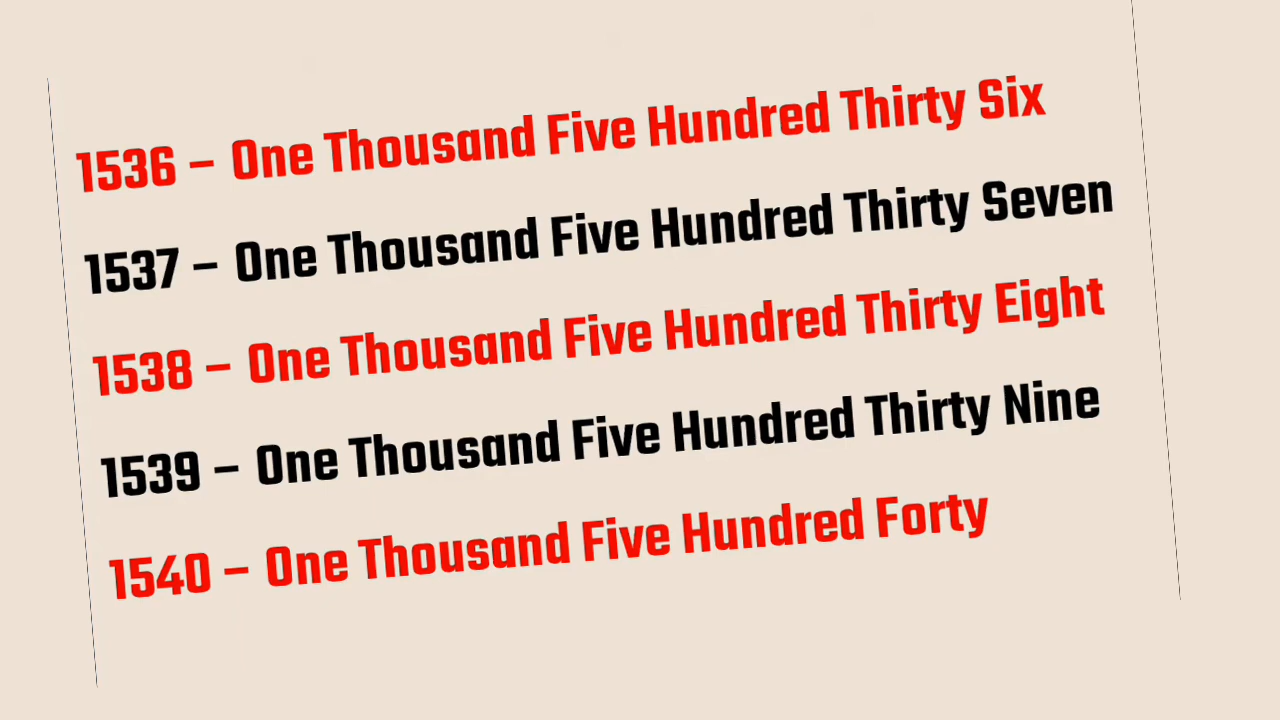 1536 – One Thousand Five Hundred Thirty Six
1537 – One Thousand Five Hundred Thirty Seven
1538 – One Thousand Five Hundred Thirty Eight
1539 – One Thousand Five Hundred Thirty Nine
1540 – One Thousand Five Hundred Forty